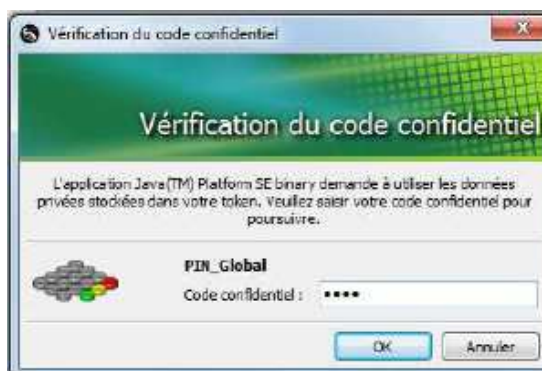 Vérification du code confidentiel
Vérification du code confidentiel
L'application Java(TM) Platform SE binary demande à utiliser les données
privées stockées dans votre token. Veuillez saisir votre code confidentiel pour
poursuivre.
PIN_Global
Code confidentiel : ••••
OK
Annuler